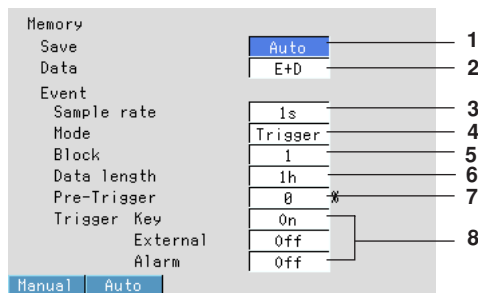 Memory
Save Auto 1
Data E+D 2
Event
Sample rate 1s 3
Mode Trigger 4
Block 1 5
Data length 1h 6
Pre-Trigger 0 % 7
Trigger Key On
External Off 8
Alarm Off
Manual Auto